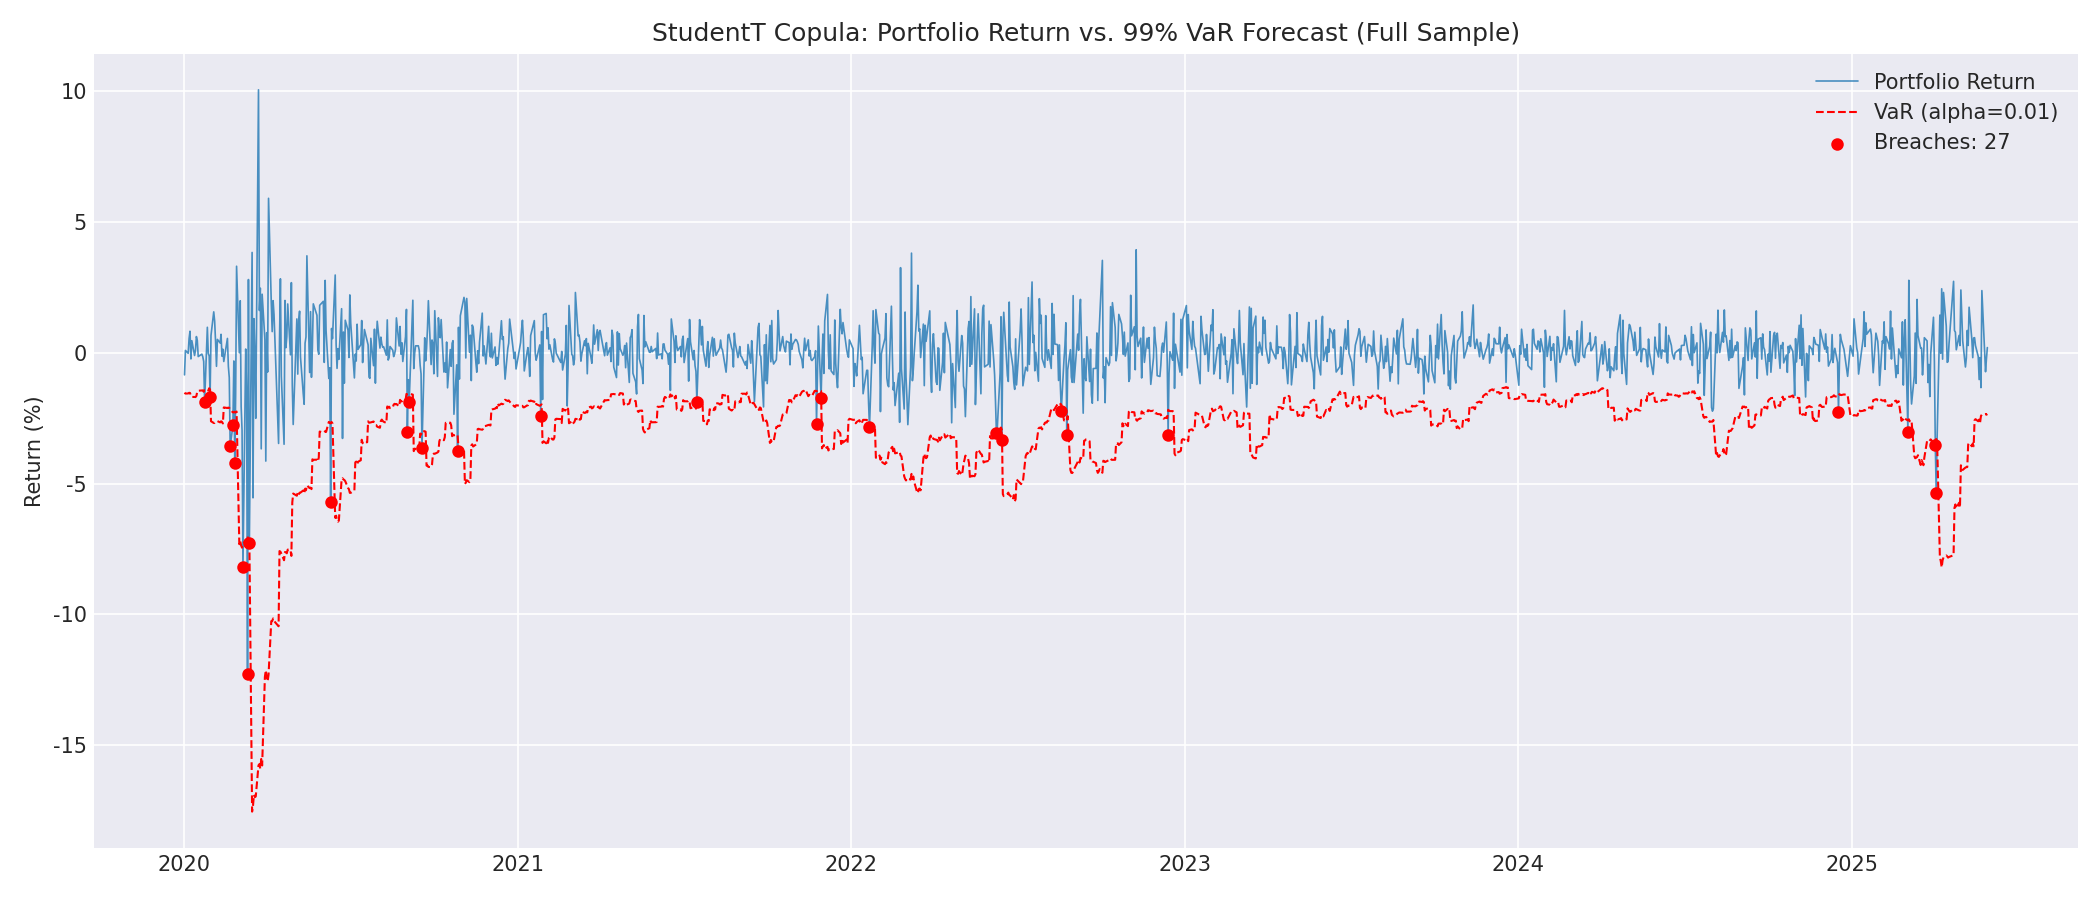 StudentT Copula: Portfolio Return vs. 99% VaR Forecast (Full Sample)
Portfolio Return
VaR (alpha=0.01)
Breaches: 27
Return (%)
10
5
0
-5
-10
-15
2020
2021
2022
2023
2024
2025